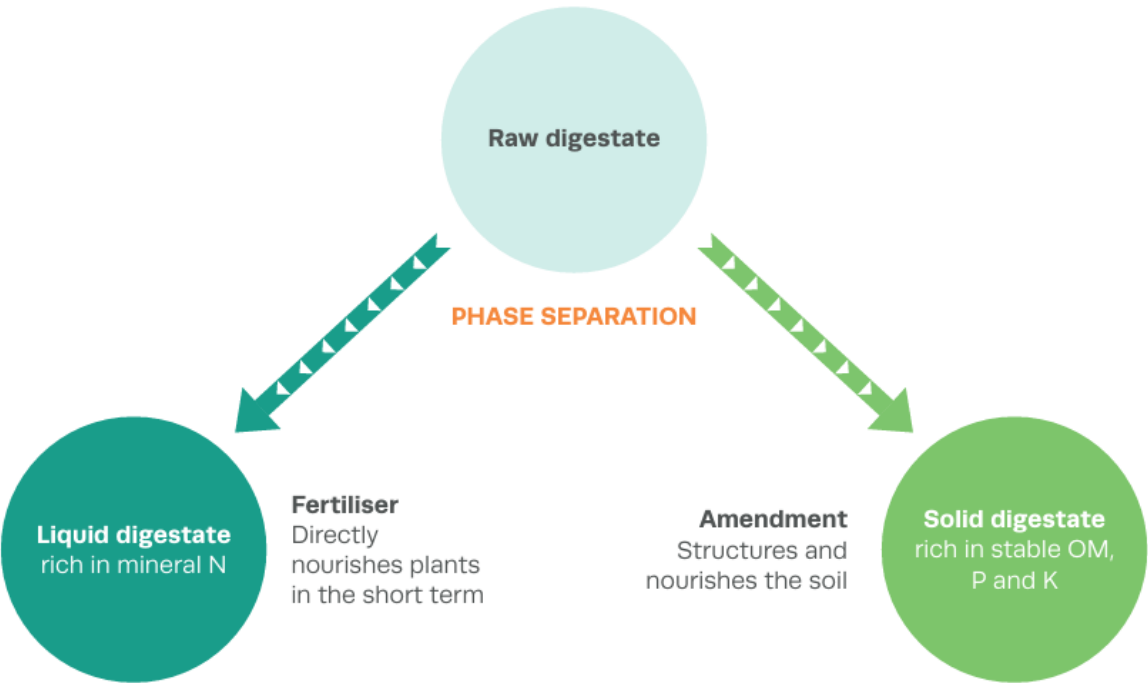 Raw digestate
PHASE SEPARATION
Liquid digestate
rich in mineral N
Fertiliser
Directly
nourishes plants
in the short term
Amendment
Structures and
nourishes the soil
Solid digestate
rich in stable OM,
P and K